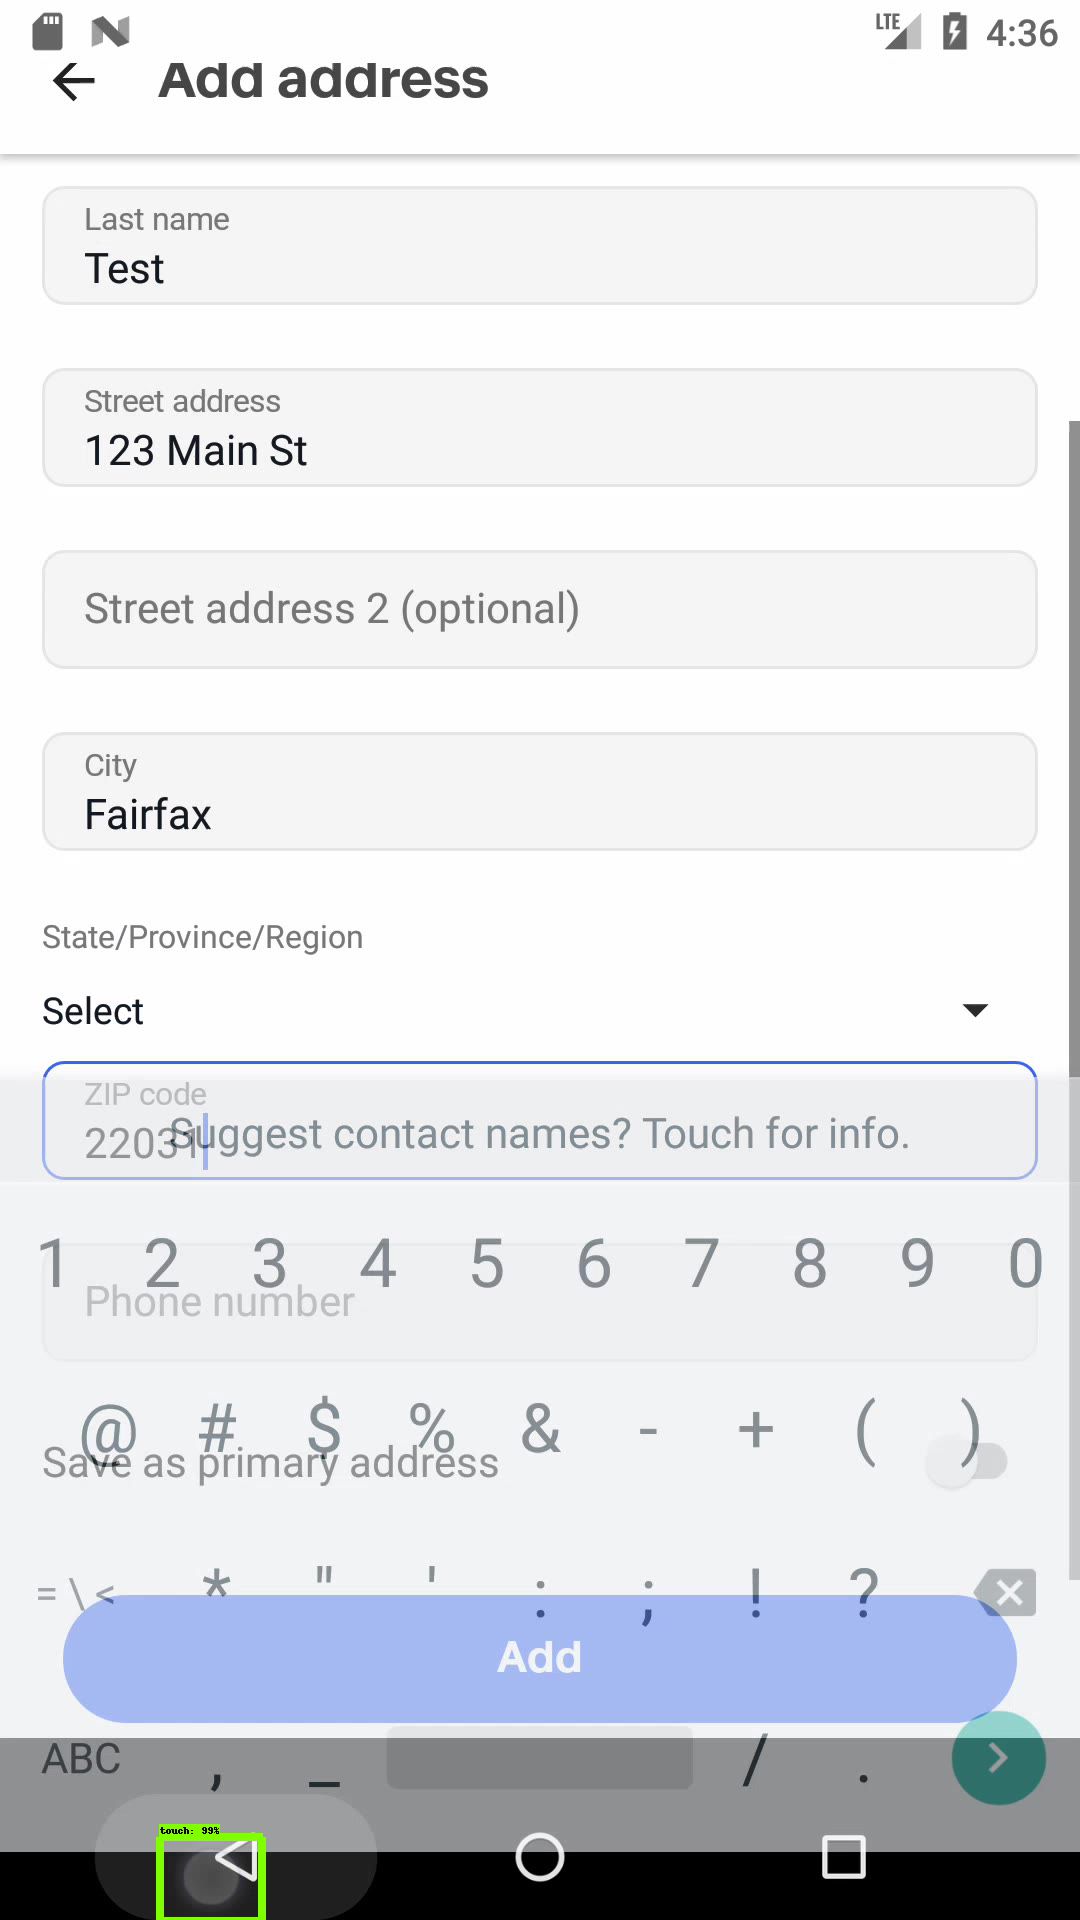 LTE 4:36
Add address
Last name
Test
Street address
123 Main St
Street address 2 (optional)
City
Fairfax
State/Province/Region
Select
ZIP code
22031
Suggest contact names? Touch for info.
1 2 3 4 5 6 7 8 9 0
Phone number
@ # $ % & - + ( )
Save as primary address
= \ < * " ' : ; ! ?
Add
ABC , _ / .
touch: 99%